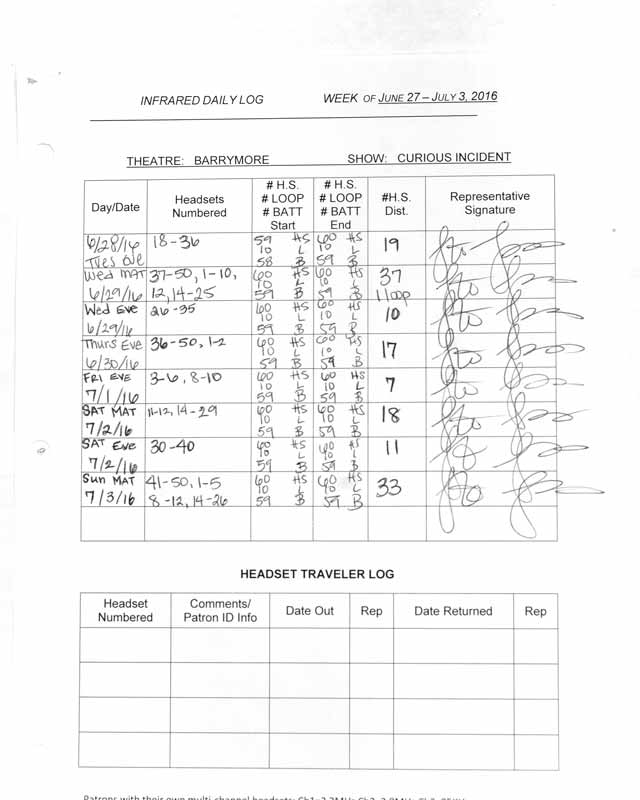 INFRARED DAILY LOG WEEK OF JUNE 27 – JULY 3, 2016
THEATRE: BARRYMORE SHOW: CURIOUS INCIDENT
Day/Date Headsets Numbered # H.S. # LOOP # BATT Start # H.S. # LOOP # BATT End #H.S. Dist. Representative Signature
6/28/16 Tues Eve 18-36 59 HS 10 L 58 B 60 HS 10 L 59 B 19
Wed MAT 6/29/16 37-50, 1-10, 12, 14-25 60 HS 10 L 59 B 60 HS 10 L 59 B 37 1 loop
Wed Eve 6/29/16 26-35 60 HS 10 L 59 B 60 HS 10 L 59 B 10
Thurs Eve 6/30/16 36-50, 1-2 60 HS 10 L 59 B 60 HS 10 L 59 B 17
FRI EVE 7/1/16 3-6, 8-10 60 HS 10 L 59 B 60 HS 10 L 59 B 7
SAT MAT 7/2/16 11-12, 14-29 60 HS 10 L 59 B 60 HS 10 L 59 B 18
SAT Eve 7/2/16 30-40 60 HS 10 L 59 B 60 HS 10 L 59 B 11
Sun MAT 7/3/16 41-50, 1-5 8-12, 14-26 60 HS 10 L 59 B 60 HS 10 L 59 B 33
HEADSET TRAVELER LOG
Headset Numbered Comments/ Patron ID Info Date Out Rep Date Returned Rep
Patrons with their own multi-channel headsets: